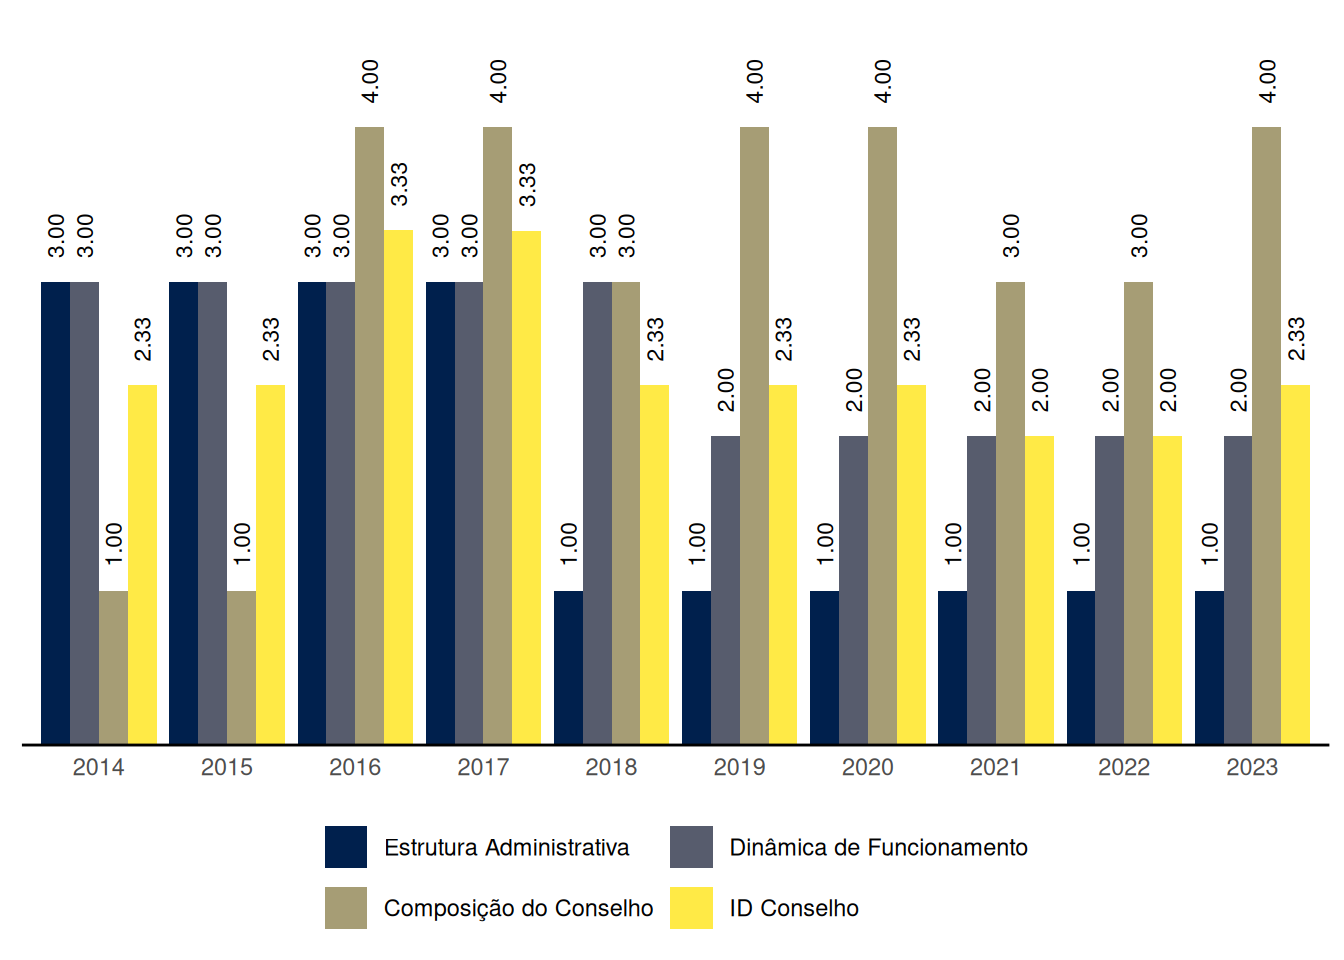 4.00 4.00 4.00 4.00 4.00
3.33 3.33
3.00 3.00 3.00 3.00 3.00 3.00 3.00 3.00 3.00 3.00 3.00 3.00
2.33 2.33 2.33 2.33 2.33 2.33
2.00 2.00 2.00 2.00 2.00 2.00 2.00
1.00 1.00 1.00 1.00 1.00 1.00 1.00 1.00
2014 2015 2016 2017 2018 2019 2020 2021 2022 2023
Estrutura Administrativa Dinâmica de Funcionamento
Composição do Conselho ID Conselho